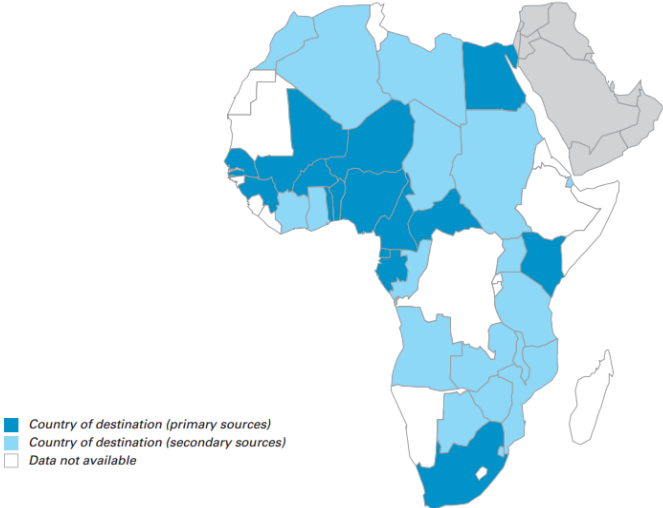 Country of destination (primary sources)
Country of destination (secondary sources)
Data not available